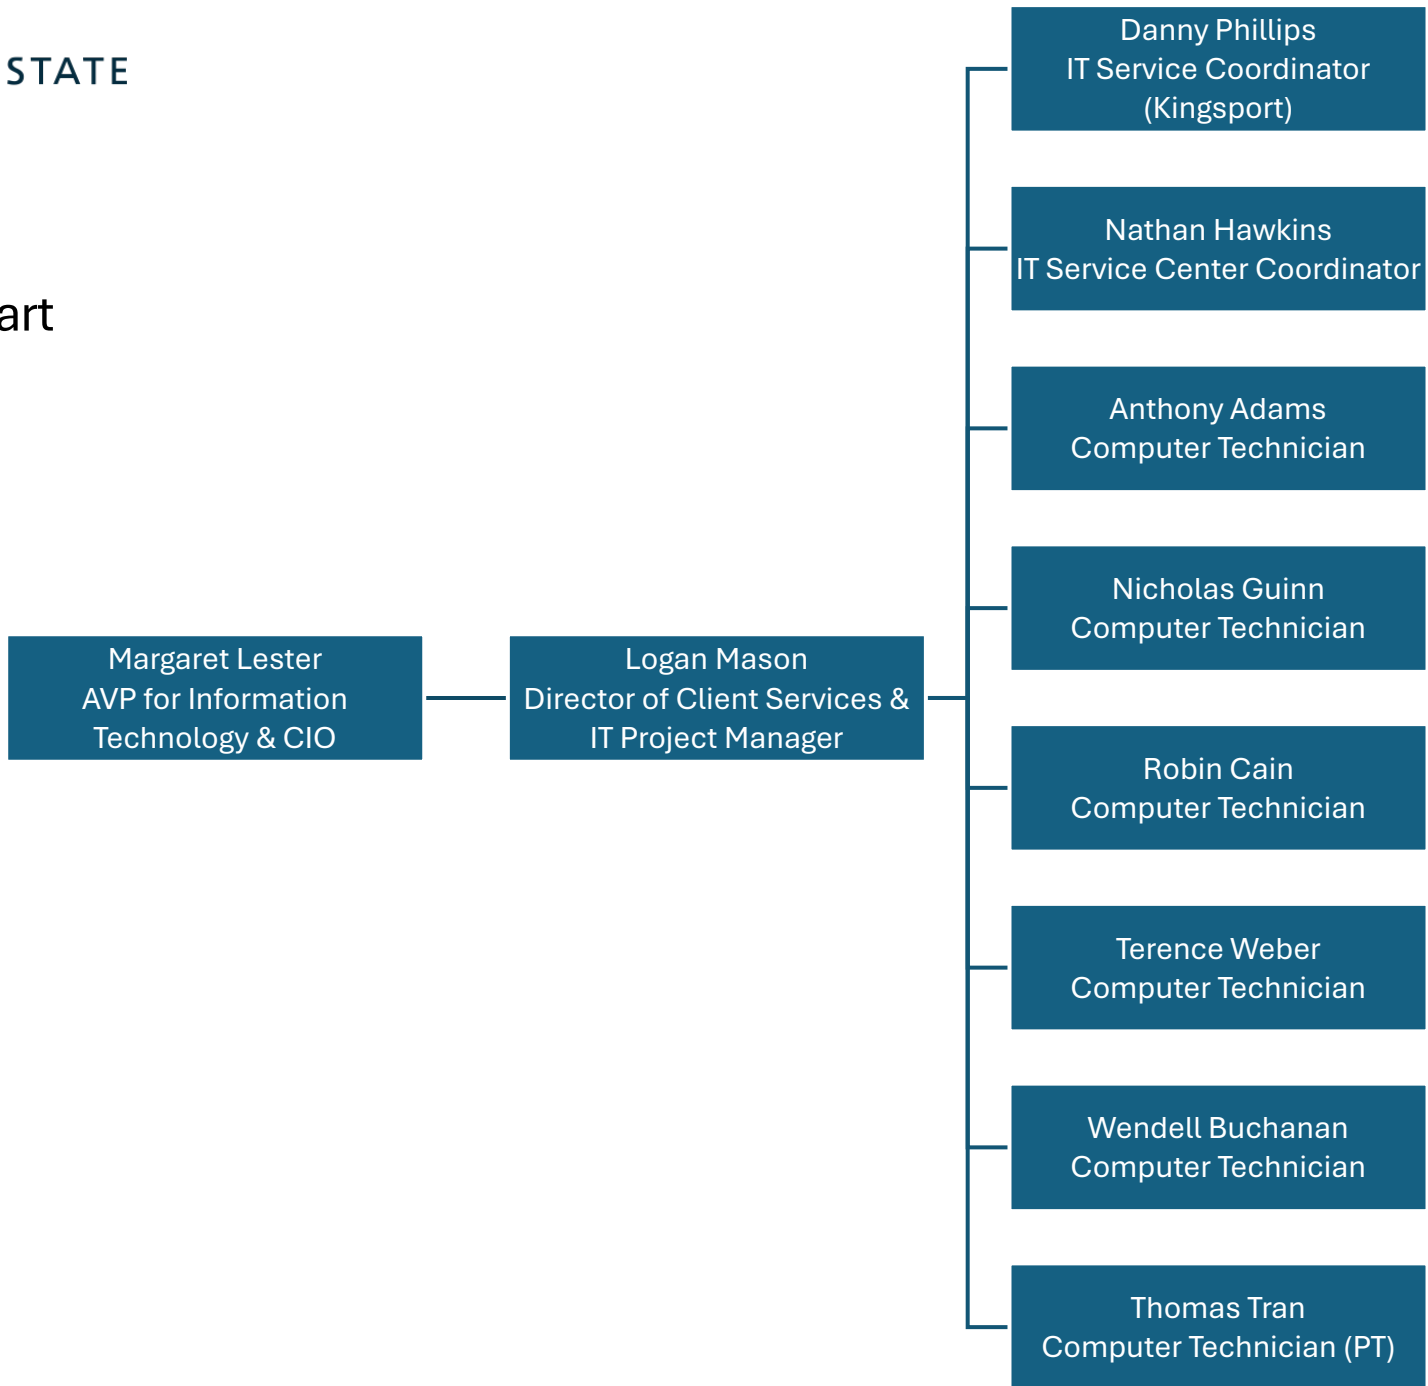 STATE
art
Margaret Lester
AVP for Information
Technology & CIO
Logan Mason
Director of Client Services &
IT Project Manager
Danny Phillips
IT Service Coordinator
(Kingsport)
Nathan Hawkins
IT Service Center Coordinator
Anthony Adams
Computer Technician
Nicholas Guinn
Computer Technician
Robin Cain
Computer Technician
Terence Weber
Computer Technician
Wendell Buchanan
Computer Technician
Thomas Tran
Computer Technician (PT)